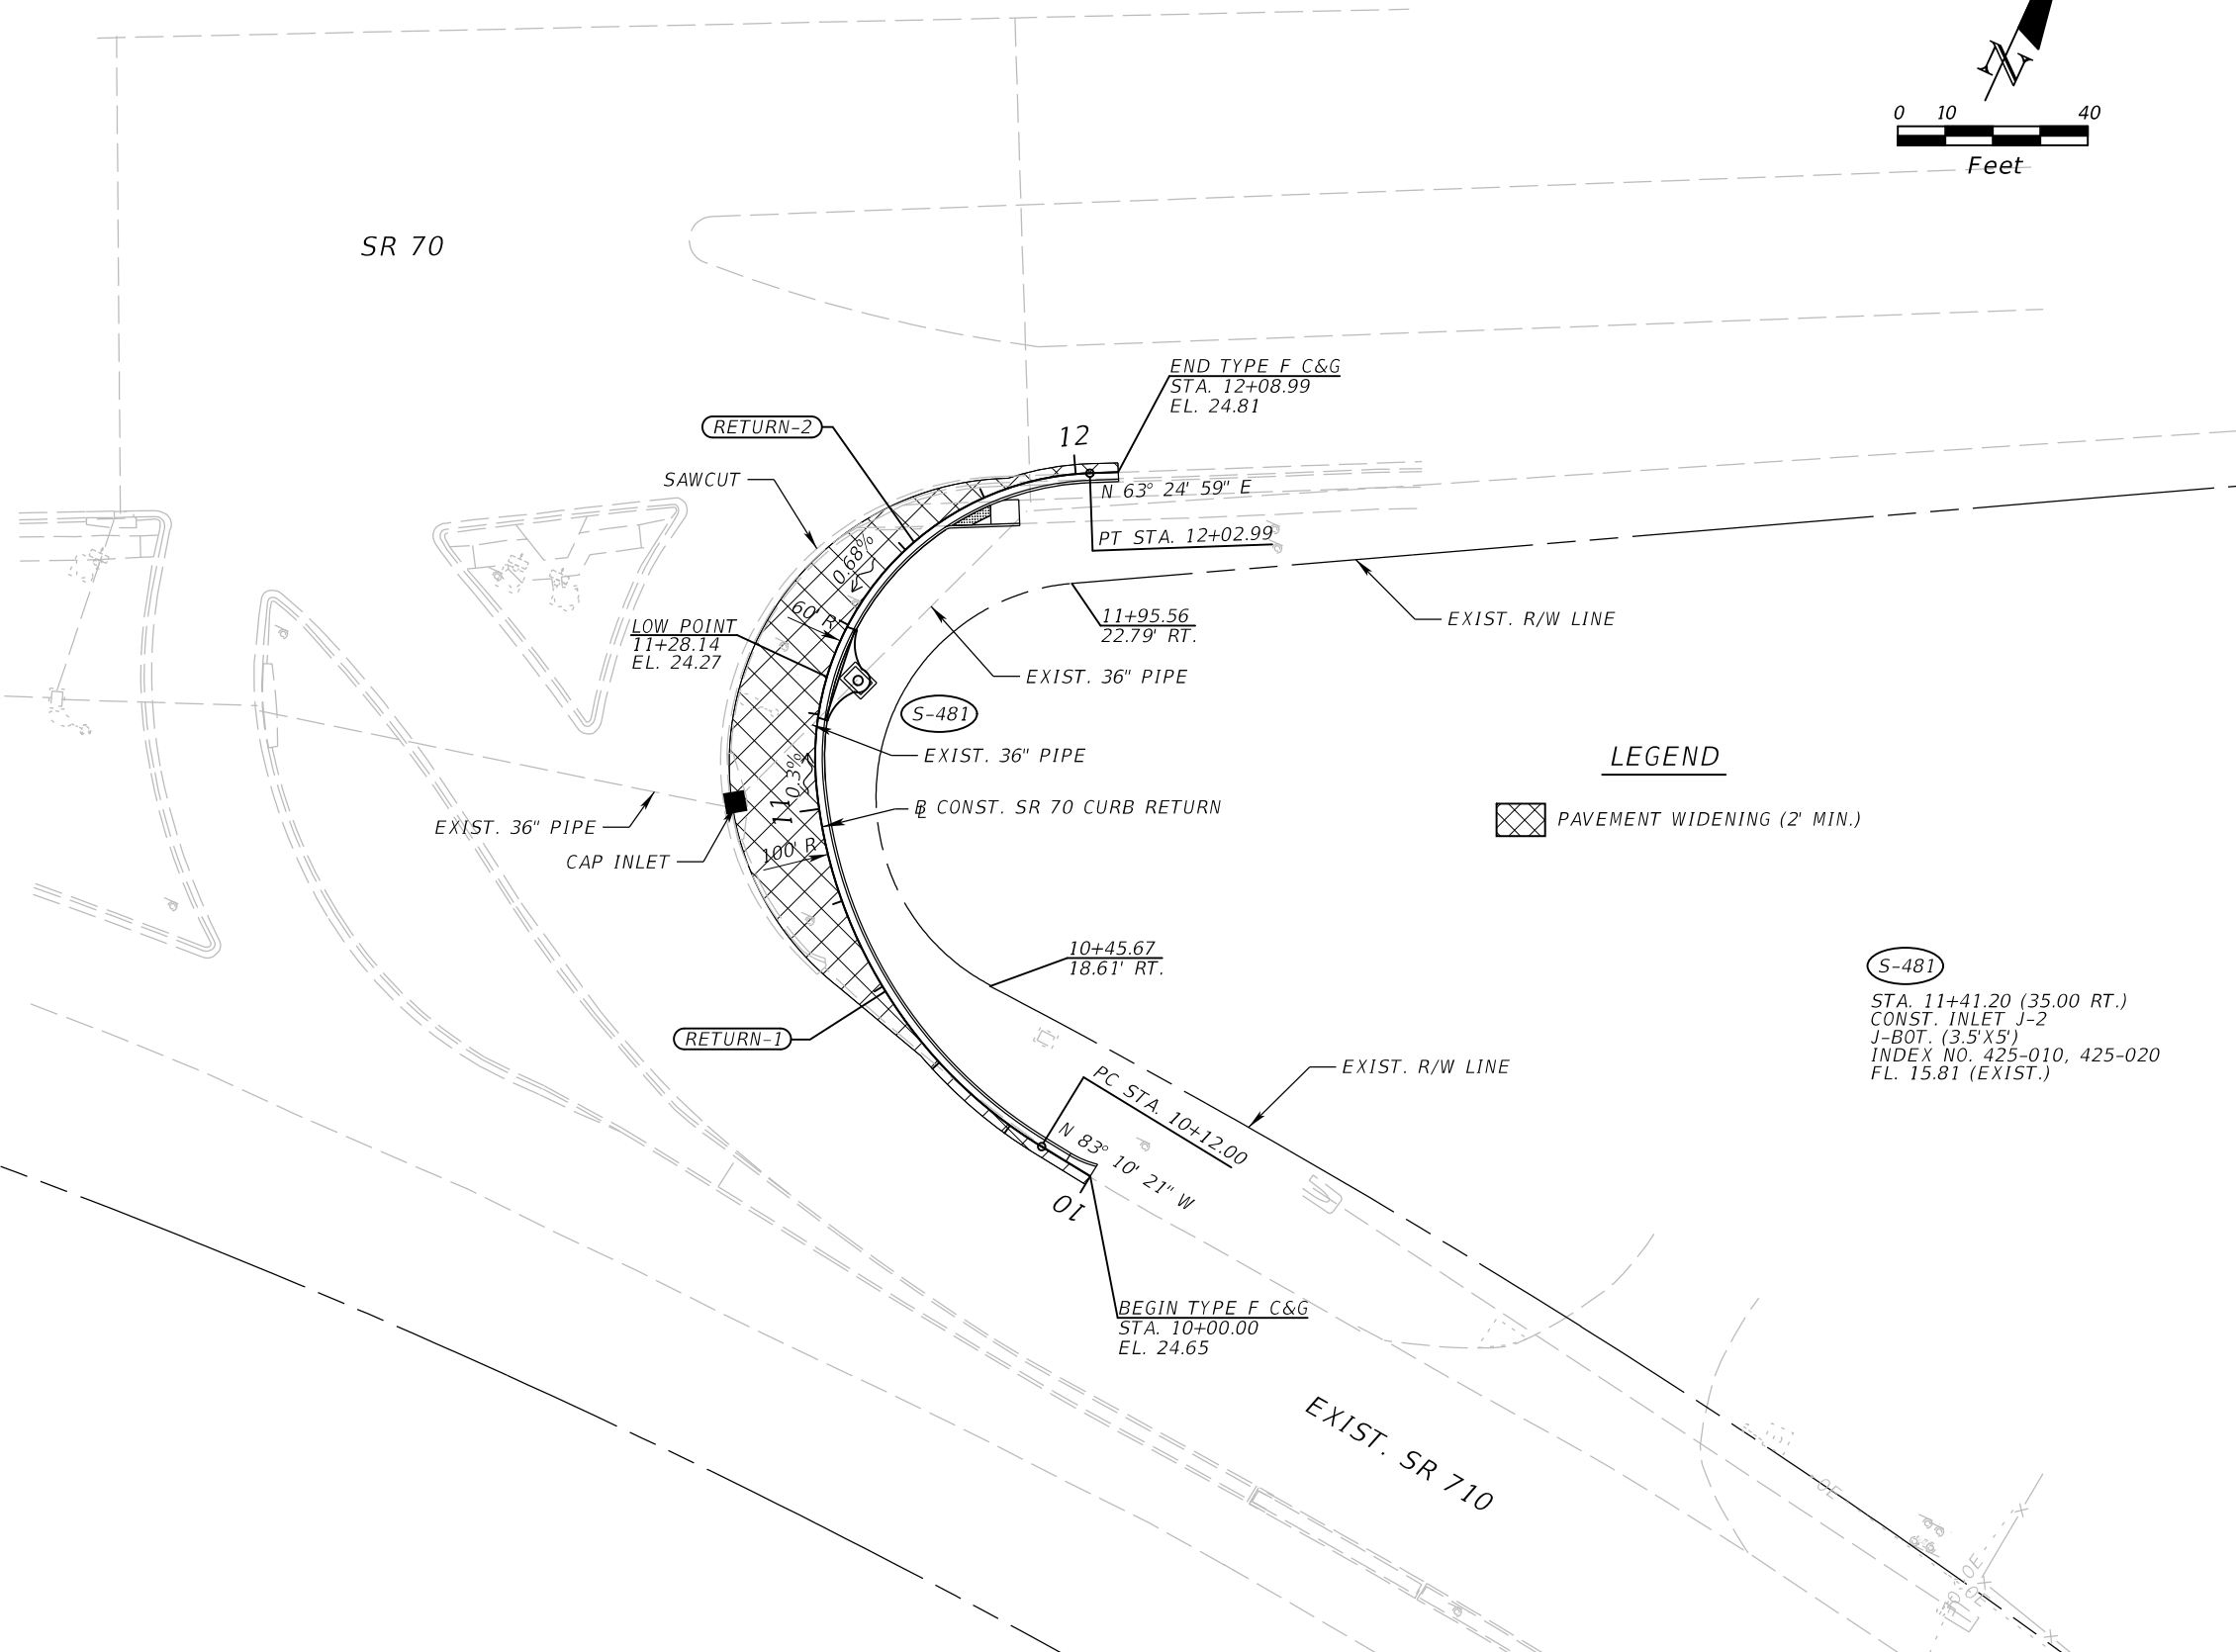 N
0 10 40
Feet
SR 70
END TYPE F C&G
STA. 12+08.99
EL. 24.81
RETURN-2
12
SAWCUT
N 63° 24' 59" E
PT STA. 12+02.99
0.68%
60' R
LOW POINT
11+28.14
EL. 24.27
11+95.56
22.79' RT.
EXIST. R/W LINE
EXIST. 36" PIPE
S-481
EXIST. 36" PIPE
LEGEND
0.3%
11
BL CONST. SR 70 CURB RETURN
PAVEMENT WIDENING (2' MIN.)
EXIST. 36" PIPE
CAP INLET
100' R
10+45.67
18.61' RT.
S-481
STA. 11+41.20 (35.00 RT.)
CONST. INLET J-2
J-BOT. (3.5'X5')
INDEX NO. 425-010, 425-020
FL. 15.81 (EXIST.)
RETURN-1
EXIST. R/W LINE
PC STA. 10+12.00
N 83° 10' 21" W
10
BEGIN TYPE F C&G
STA. 10+00.00
EL. 24.65
EXIST. SR 710
OE
OE
OE